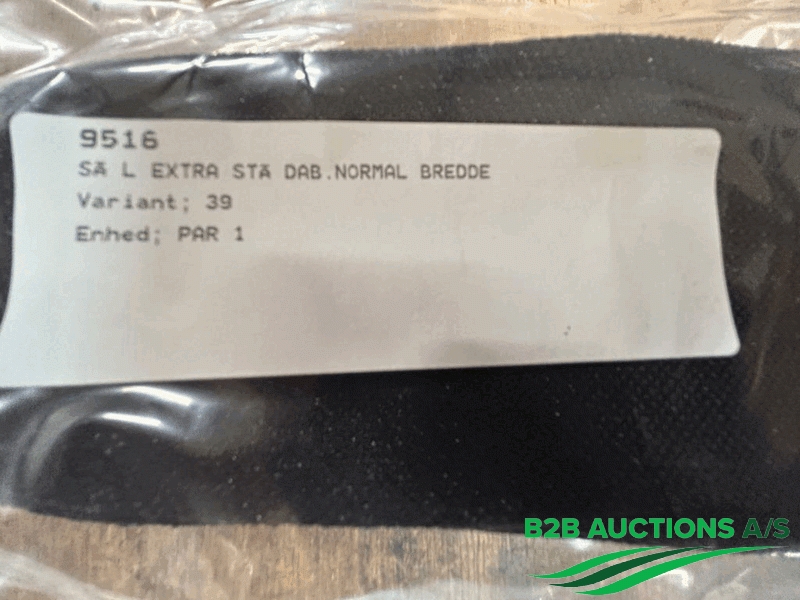 9516
SÅ L EXTRA STÅ DAB.NORMAL BREDDE
Variant; 39
Enhed; PAR 1
B2B AUCTIONS A/S